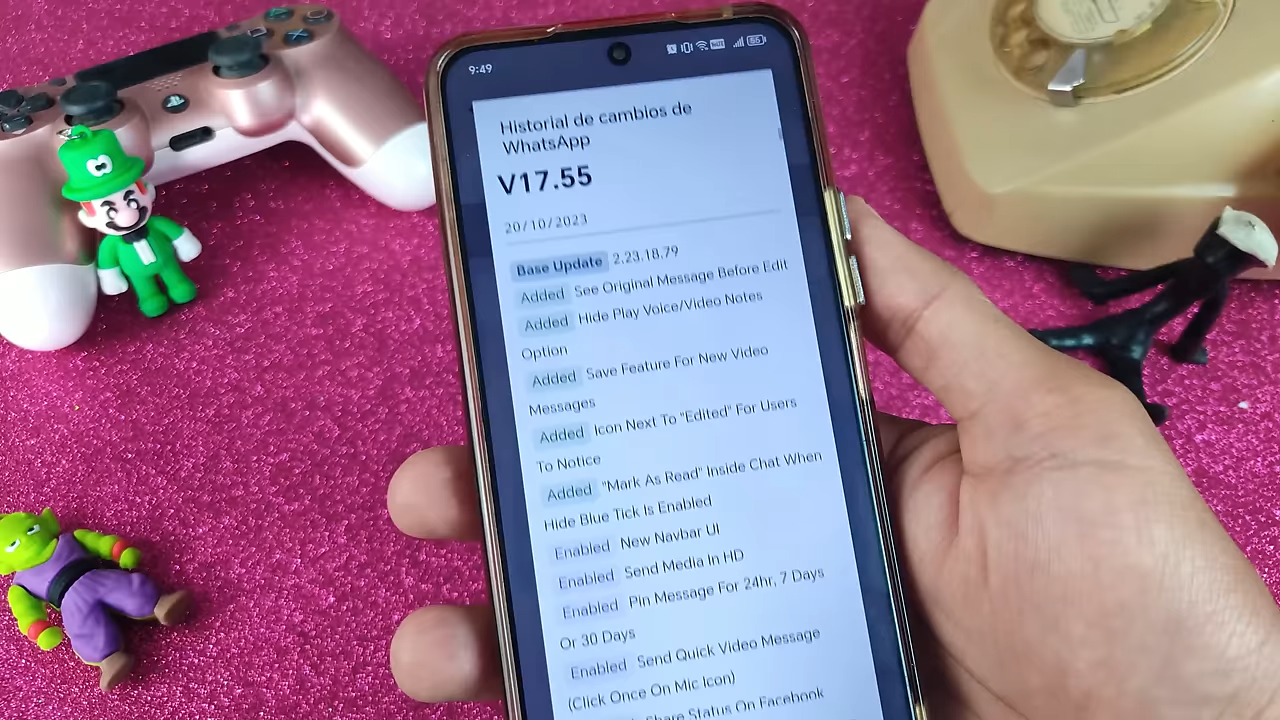 9:49
65
Historial de cambios de
WhatsApp
V17.55
20/10/2023
Base Update 2.23.18.79
Added See Original Message Before Edit
Added Hide Play Voice/Video Notes
Option
Added Save Feature For New Video
Messages
Added Icon Next To "Edited" For Users
To Notice
Added "Mark As Read" Inside Chat When
Hide Blue Tick Is Enabled
Enabled New Navbar UI
Enabled Send Media In HD
Enabled Pin Message For 24hr, 7 Days
Or 30 Days
Enabled Send Quick Video Message
(Click Once On Mic Icon)
Share Status On Facebook